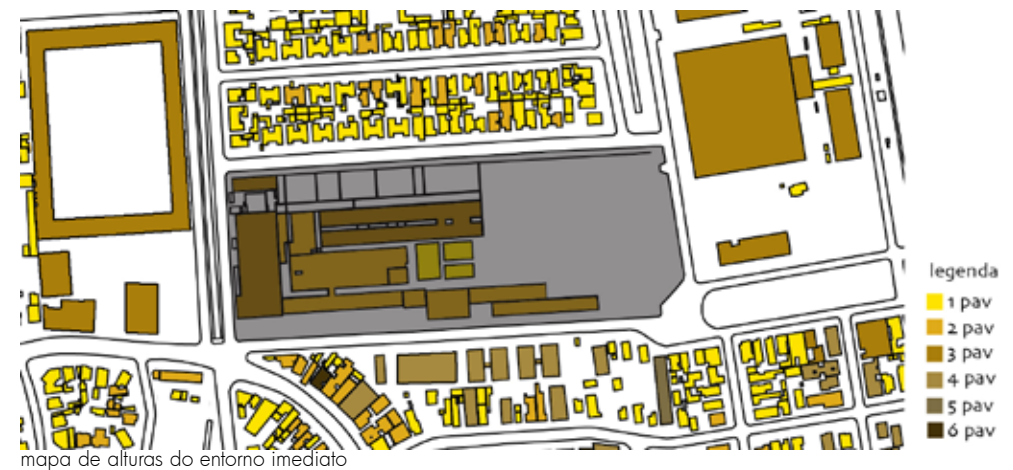 legenda
1 pav
2 pav
3 pav
4 pav
5 pav
6 pav
mapa de alturas do entorno imediato